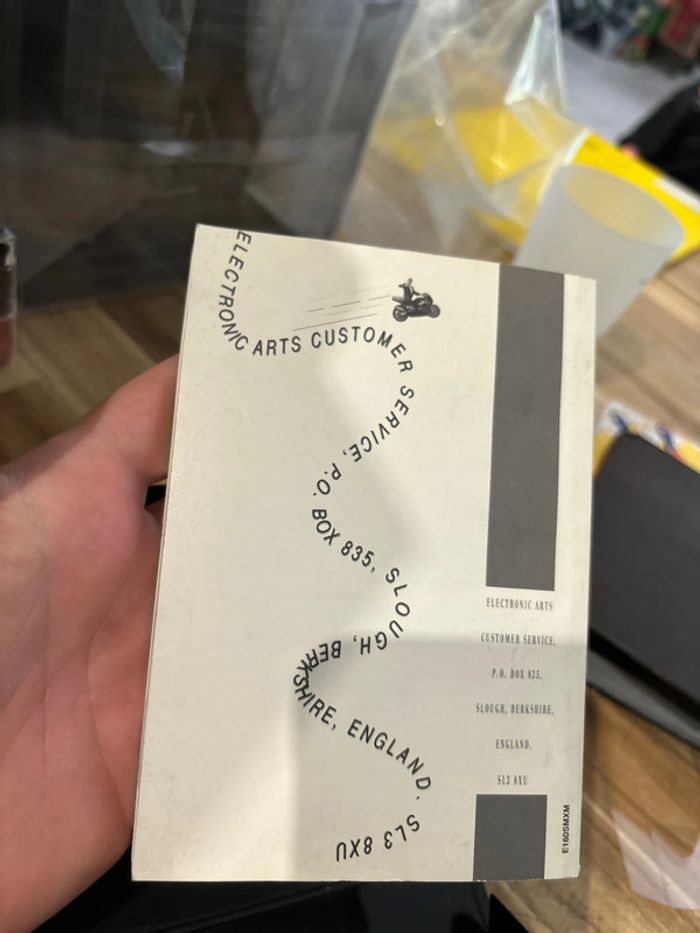 ELECTRONIC ARTS CUSTOMER SERVICE, P.O. BOX 835, SLOUGH, BERKSHIRE, ENGLAND. SL3 8XU
ELECTRONIC ARTS
CUSTOMER SERVICE,
P.O. BOX 835,
SLOUGH, BERKSHIRE,
ENGLAND.
SL3 8XU
E160SMXM